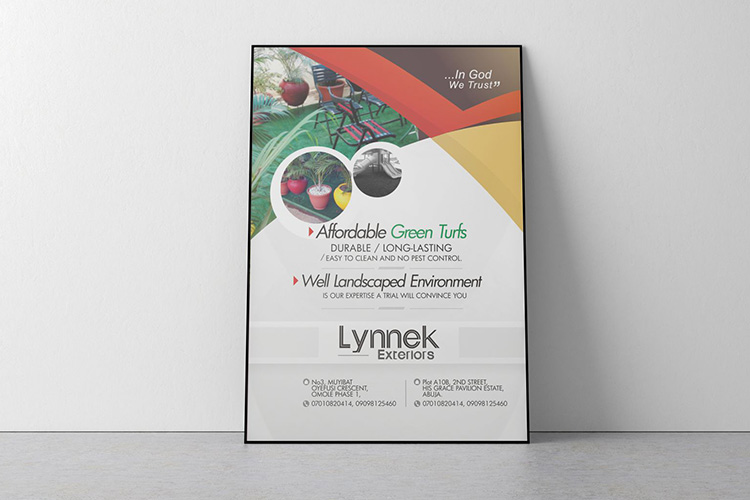 ...In God
We Trust”
Affordable Green Turfs
DURABLE / LONG-LASTING
/ EASY TO CLEAN AND NO PEST CONTROL.
Well Landscaped Environment
IS OUR EXPERTISE A TRIAL WILL CONVINCE YOU
Lynnek
Exteriors
No3, MUYIBAT
OYEFUSI CRESCENT,
OMOLE PHASE 1,
07010820414, 09098125460
Plot A108, 2ND STREET,
HIS GRACE PAVILION ESTATE,
ABUJA.
07010820414, 09098125460